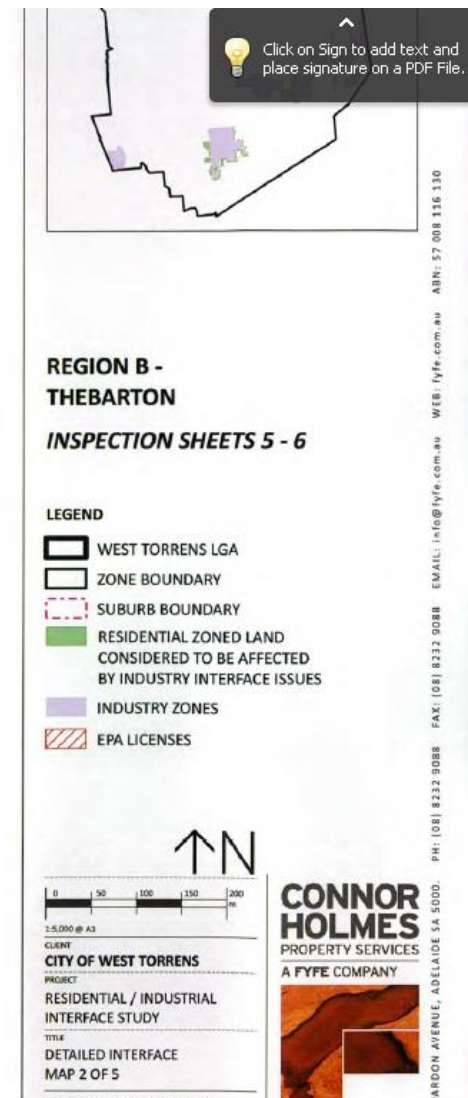 Click on Sign to add text and
place signature on a PDF File.
REGION B -
THEBARTON
INSPECTION SHEETS 5 - 6
LEGEND
WEST TORRENS LGA
ZONE BOUNDARY
SUBURB BOUNDARY
RESIDENTIAL ZONED LAND
CONSIDERED TO BE AFFECTED
BY INDUSTRY INTERFACE ISSUES
INDUSTRY ZONES
EPA LICENSES
N
0 50 100 150 200
m
1:5,000 @ A3
CLIENT
CITY OF WEST TORRENS
PROJECT
RESIDENTIAL / INDUSTRIAL
INTERFACE STUDY
TITLE
DETAILED INTERFACE
MAP 2 OF 5
CONNOR
HOLMES
PROPERTY SERVICES
A FYFE COMPANY
ARDON AVENUE, ADELAIDE SA 5000. PH: (08) 8232 9088 FAX: (08) 8232 9088 EMAIL: info@fyfe.com.au WEB: fyfe.com.au ABN: 57 008 116 130